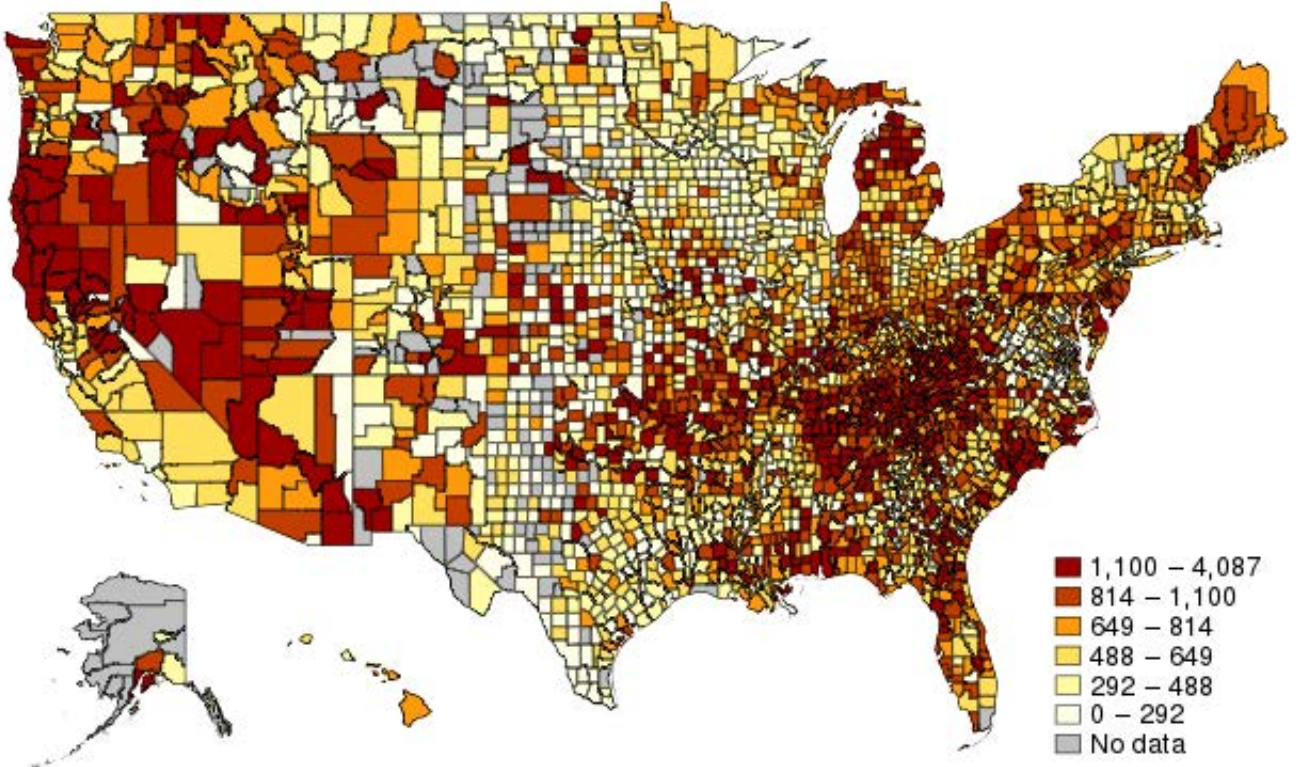 1,100 – 4,087
814 – 1,100
649 – 814
488 – 649
292 – 488
0 – 292
No data